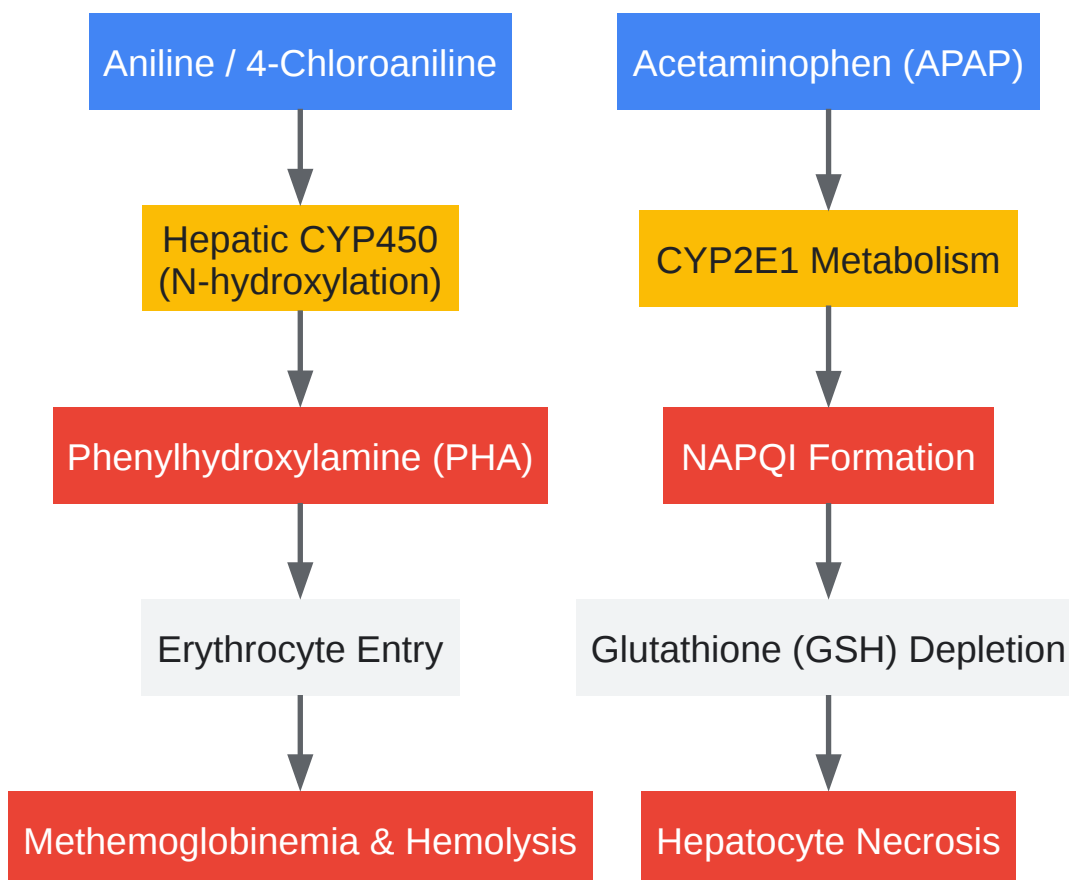 Aniline / 4-Chloroaniline
Hepatic CYP450
(N-hydroxylation)
Phenylhydroxylamine (PHA)
Erythrocyte Entry
Methemoglobinemia & Hemolysis
Acetaminophen (APAP)
CYP2E1 Metabolism
NAPQI Formation
Glutathione (GSH) Depletion
Hepatocyte Necrosis